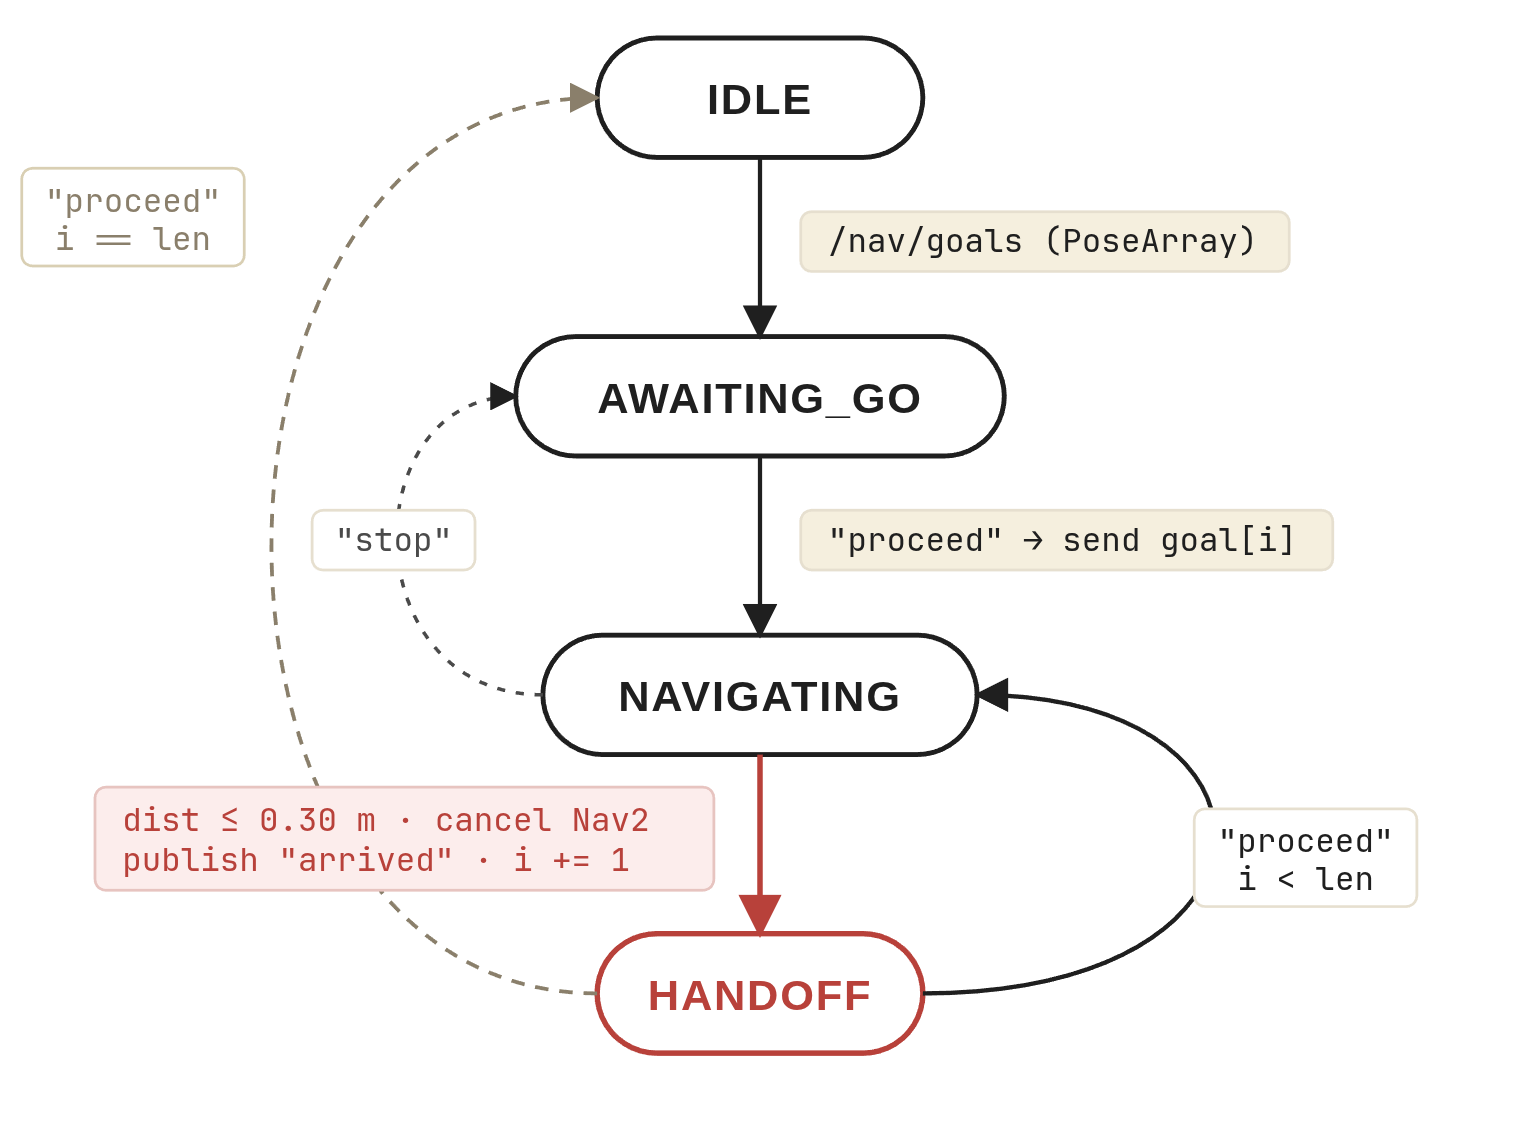 IDLE
"proceed"
i == len
/nav/goals (PoseArray)
AWAITING_GO
"stop"
"proceed" → send goal[i]
NAVIGATING
dist ≤ 0.30 m · cancel Nav2
publish "arrived" · i += 1
"proceed"
i < len
HANDOFF